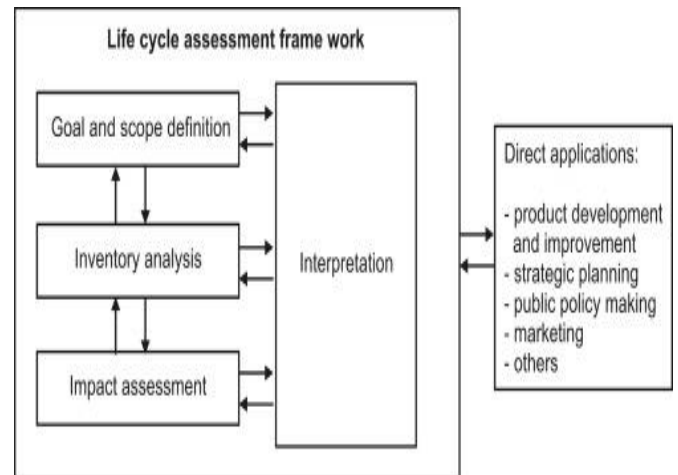 Life cycle assessment frame work
Goal and scope definition
Inventory analysis
Impact assessment
Interpretation
Direct applications:
- product development
and improvement
- strategic planning
- public policy making
- marketing
- others